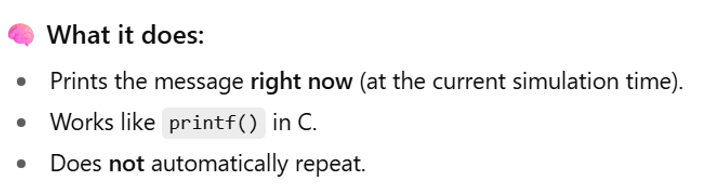 🧠 What it does:
• Prints the message right now (at the current simulation time).
• Works like printf() in C.
• Does not automatically repeat.